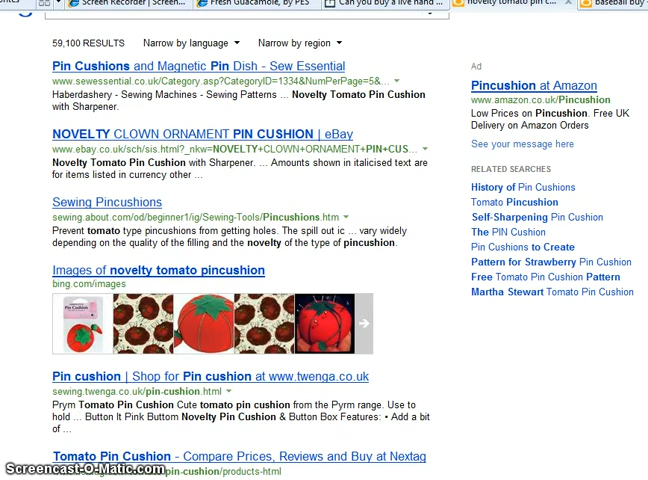 Screen Recorder | Screen...
Fresh Guacamole, by PES
Can you buy a live hand ...
novelty tomato pin c...
baseball buy
59,100 RESULTS Narrow by language Narrow by region
Pin Cushions and Magnetic Pin Dish - Sew Essential
www.sewessential.co.uk/Category.asp?CategoryID=1334&NumPerPage=5&...
Haberdashery - Sewing Machines - Sewing Patterns ... Novelty Tomato Pin Cushion
with Sharpener.
NOVELTY CLOWN ORNAMENT PIN CUSHION | eBay
www.ebay.co.uk/sch/sis.html?_nkw=NOVELTY+CLOWN+ORNAMENT+PIN+CUS...
Novelty Tomato Pin Cushion with Sharpener. ... Amounts shown in italicised text are
for items listed in currency other ...
Sewing Pincushions
sewing.about.com/od/beginner1/ig/Sewing-Tools/Pincushions.htm
Prevent tomato type pincushions from getting holes. The spill out ic ... vary widely
depending on the quality of the filling and the novelty of the type of pincushion.
Images of novelty tomato pincushion
bing.com/images
Pin cushion | Shop for Pin cushion at www.twenga.co.uk
sewing.twenga.co.uk/pin-cushion.html
Prym Tomato Pin Cushion Cute tomato pin cushion from the Pyrm range. Use to
hold ... Button It Pink Buttom Novelty Pin Cushion & Button Box Features: • Add a bit
of ...
Tomato Pin Cushion - Compare Prices, Reviews and Buy at Nextag
pin-cushion/products-html
Ad
Pincushion at Amazon
www.amazon.co.uk/Pincushion
Low Prices on Pincushion. Free UK
Delivery on Amazon Orders
See your message here
RELATED SEARCHES
History of Pin Cushions
Tomato Pincushion
Self-Sharpening Pin Cushion
The PIN Cushion
Pin Cushions to Create
Pattern for Strawberry Pin Cushion
Free Tomato Pin Cushion Pattern
Martha Stewart Tomato Pin Cushion
Screencast-O-Matic.com